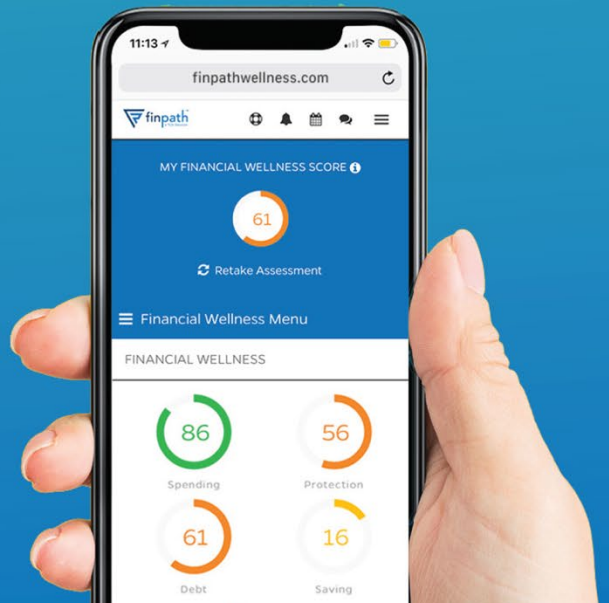 11:13
finpathwellness.com
finpath
MY FINANCIAL WELLNESS SCORE
61
Retake Assessment
Financial Wellness Menu
FINANCIAL WELLNESS
86 56
Spending Protection
61 16
Debt Saving